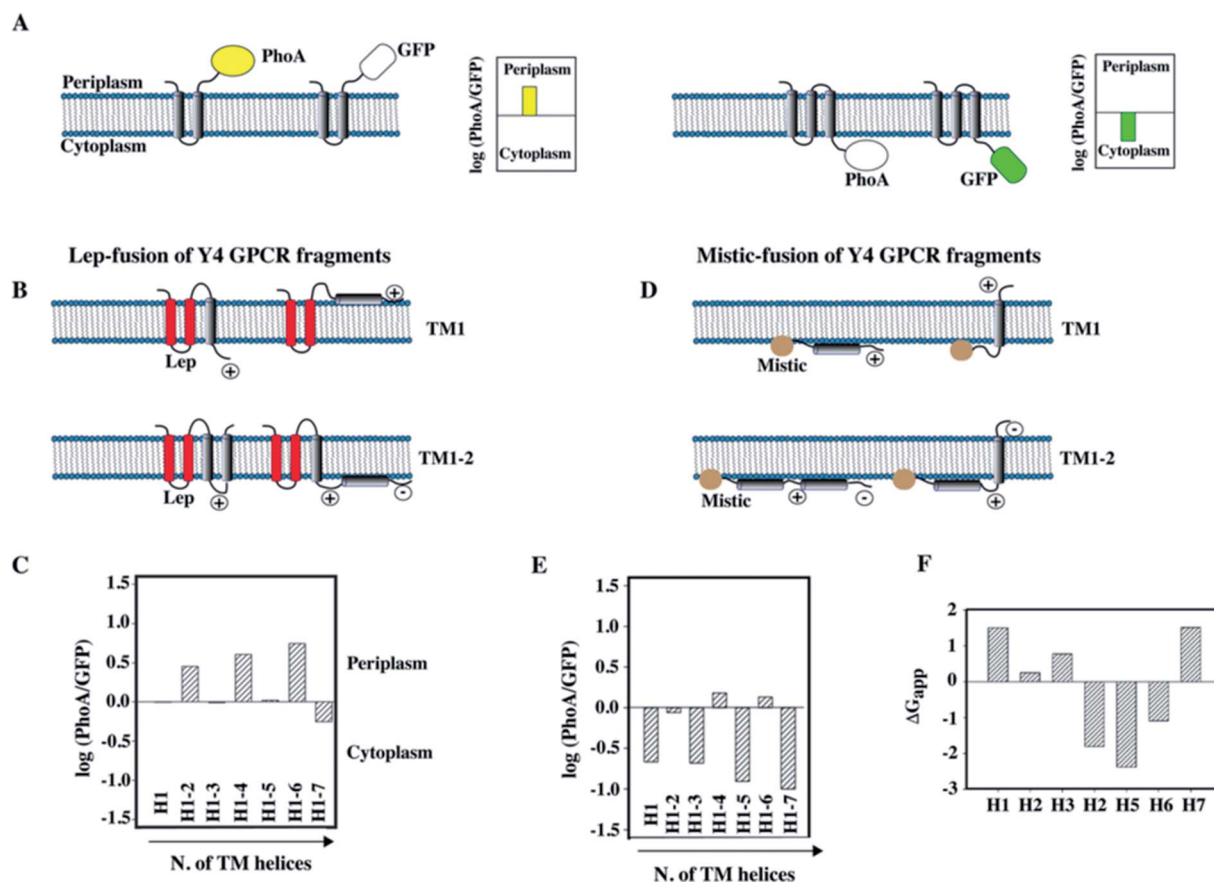 A
PhoA
GFP
Periplasm
Cytoplasm
log (PhoA/GFP)
Periplasm
Cytoplasm
PhoA
GFP
log (PhoA/GFP)
Periplasm
Cytoplasm
Lep-fusion of Y4 GPCR fragments
B
+
TM1
Lep
+
TM1-2
Lep
+
+
-
Mistic-fusion of Y4 GPCR fragments
D
+
TM1
Mistic
+
-
TM1-2
Mistic
+
-
+
C
log (PhoA/GFP)
1.5
1.0
0.5
0.0
-0.5
-1.0
-1.5
Periplasm
Cytoplasm
H1
H1-2
H1-3
H1-4
H1-5
H1-6
H1-7
N. of TM helices
E
log (PhoA/GFP)
1.5
1.0
0.5
0.0
-0.5
-1.0
-1.5
H1
H1-2
H1-3
H1-4
H1-5
H1-6
H1-7
N. of TM helices
F
ΔGapp
2
1
0
-1
-2
-3
H1 H2 H3 H2 H5 H6 H7